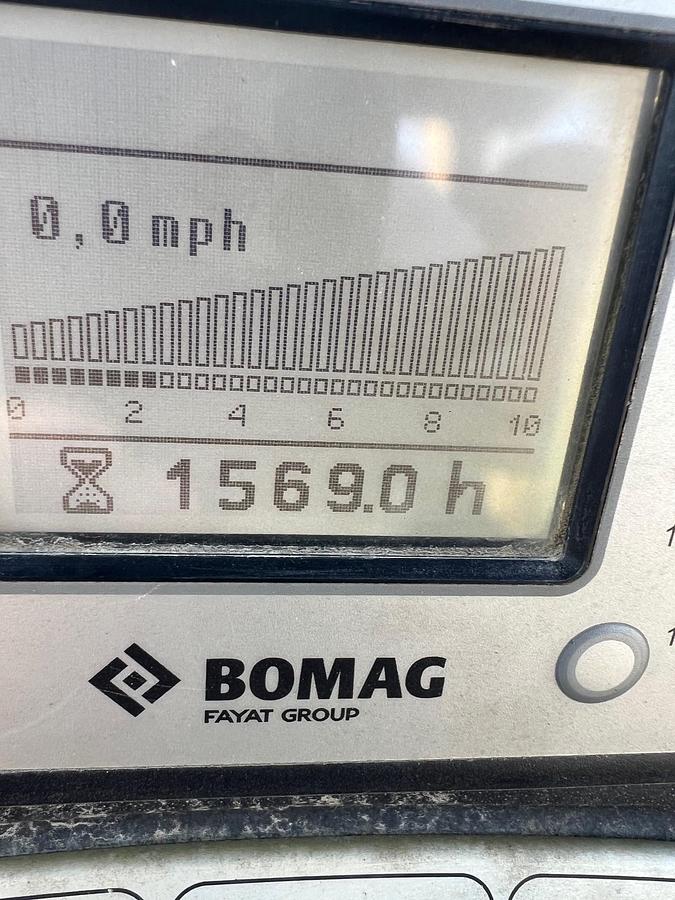 0,0 mph
0 2 4 6 8 10
1569.0 h
BOMAG
FAYAT GROUP